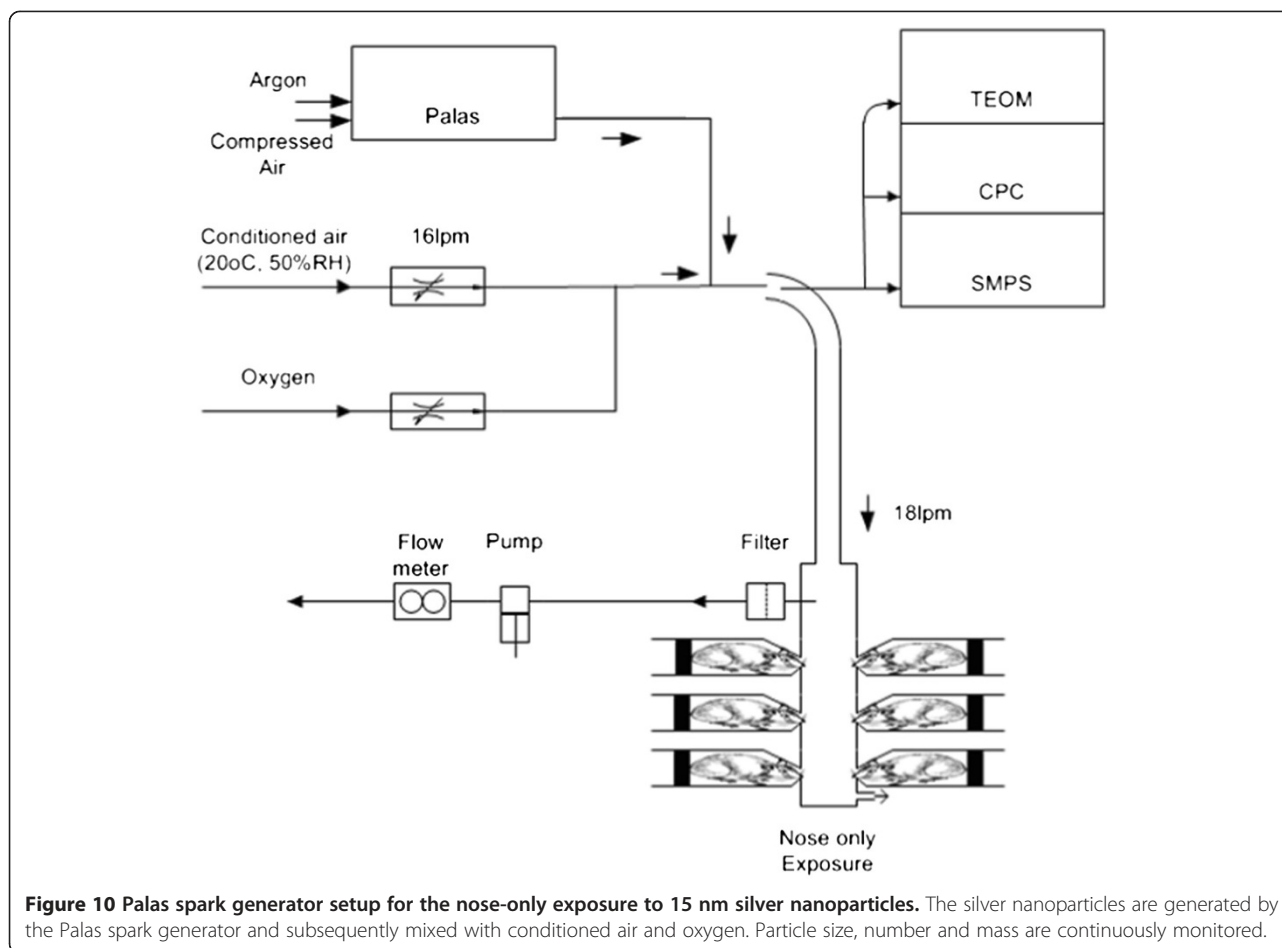 Argon
Compressed
Air
Palas
TEOM
CPC
SMPS
Conditioned air
(20oC, 50%RH)
16lpm
Oxygen
18lpm
Flow
meter
Pump
Filter
Nose only
Exposure
Figure 10 Palas spark generator setup for the nose-only exposure to 15 nm silver nanoparticles. The silver nanoparticles are generated by
the Palas spark generator and subsequently mixed with conditioned air and oxygen. Particle size, number and mass are continuously monitored.